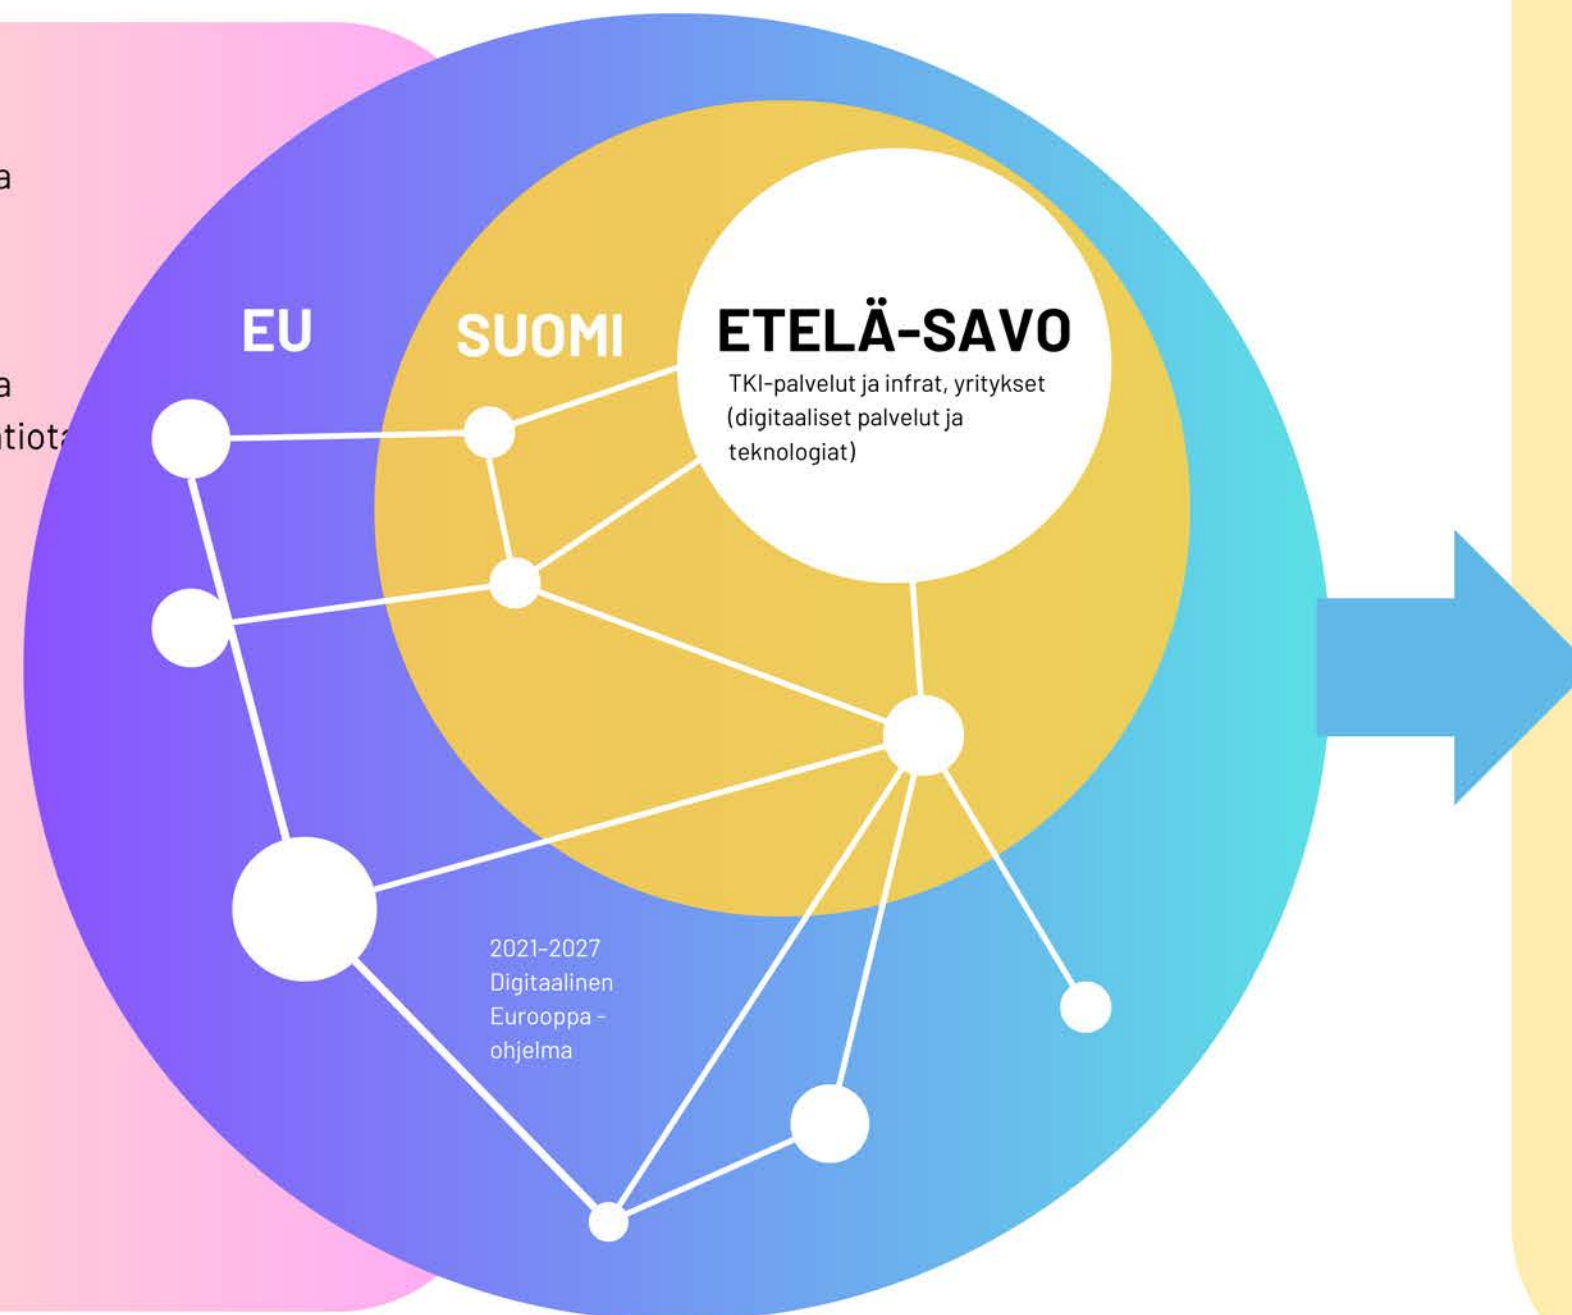 EU
SUOMI
ETELÄ-SAVO
TKI-palvelut ja infrat, yritykset
(digitaaliset palvelut ja
teknologiat)
2021-2027
Digitaalinen
Eurooppa -
ohjelma